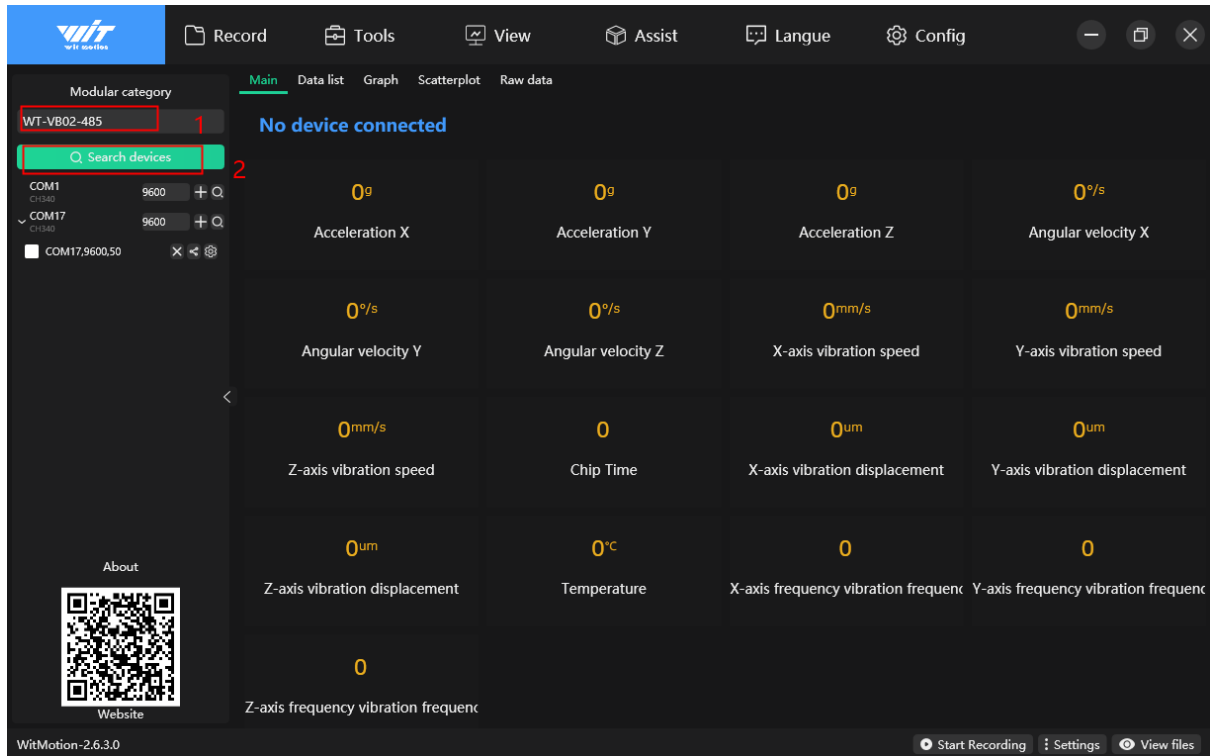 WiT
wit motion
Record
Tools
View
Assist
Langue
Config
Modular category
WT-VB02-485
1
Search devices
2
COM1
CH340
9600
COM17
CH340
9600
COM17,9600,50
Main
Data list
Graph
Scatterplot
Raw data
No device connected
0g
0g
0g
0°/s
Acceleration X
Acceleration Y
Acceleration Z
Angular velocity X
0°/s
0°/s
0mm/s
0mm/s
Angular velocity Y
Angular velocity Z
X-axis vibration speed
Y-axis vibration speed
0mm/s
0
0um
0um
Z-axis vibration speed
Chip Time
X-axis vibration displacement
Y-axis vibration displacement
0um
0°C
0
0
Z-axis vibration displacement
Temperature
X-axis frequency vibration frequenc
Y-axis frequency vibration frequenc
0
Z-axis frequency vibration frequenc
About
Website
WitMotion-2.6.3.0
Start Recording
Settings
View files